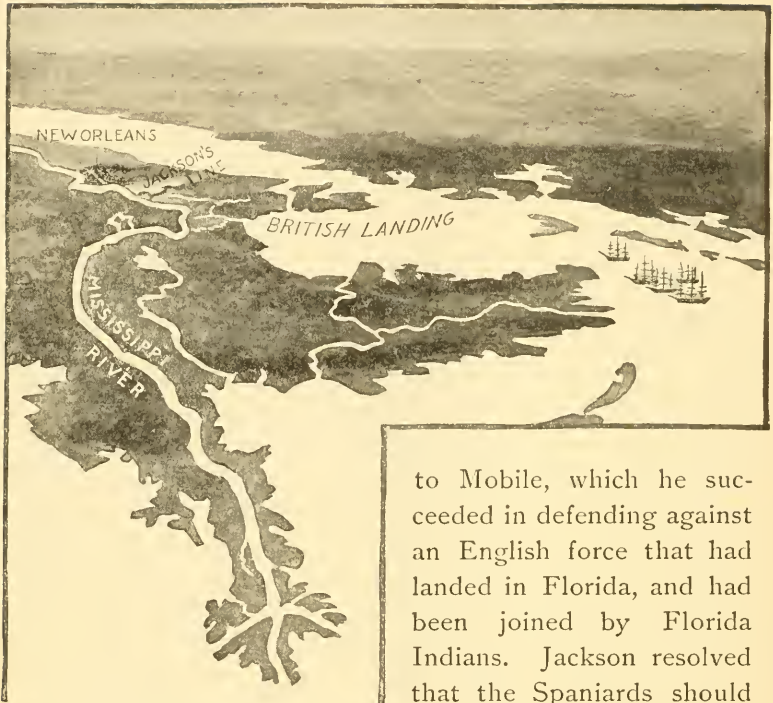 NEW ORLEANS
JACKSON'S
LINE
BRITISH LANDING
MISSISSIPPI
RIVER
to Mobile, which he suc-
ceeded in defending against
an English force that had
landed in Florida, and had
been joined by Florida
Indians. Jackson resolved
that the Spaniards should